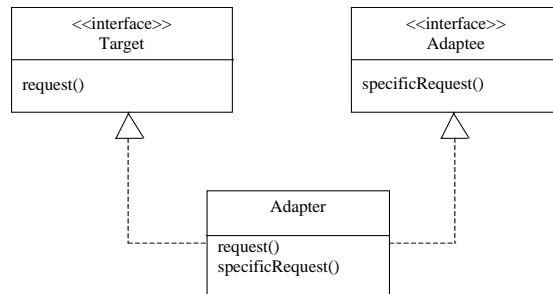 <<interface>>
Target
request()
<<interface>>
Adaptee
specificRequest()
Adapter
request()
specificRequest()